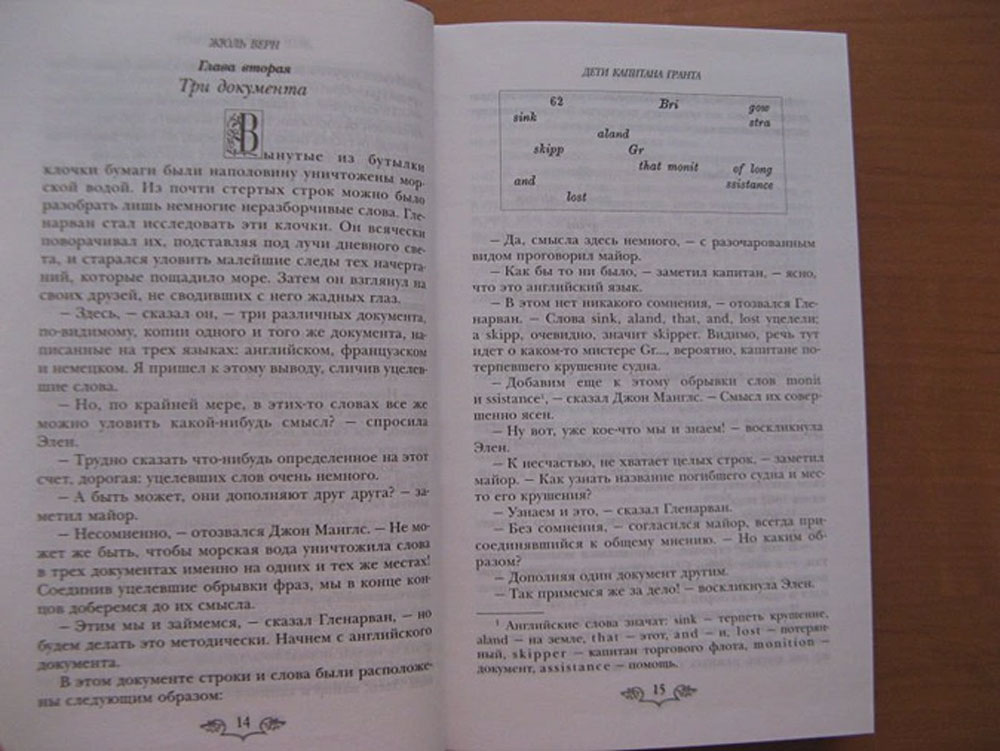 ЖЮЛЬ ВЕРН
Глава вторая
Три документа
Вынутые из бутылки
клочки бумаги были наполовину уничтожены мор-
ской водой. Из почти стертых строк можно было
разобрать лишь немногие неразборчивые слова. Гле-
нарван стал исследовать эти клочки. Он всячески
поворачивал их, подставляя под лучи дневного све-
та, и старался уловить малейшие следы тех начерта-
ний, которые пощадило море. Затем он взглянул на
своих друзей, не сводивших с него жадных глаз.
– Здесь, – сказал он, – три различных документа,
по-видимому, копии одного и того же документа, на-
писанные на трех языках: английском, французском
и немецком. Я пришел к этому выводу, сличив уцелев-
шие слова.
– Но, по крайней мере, в этих-то словах все же
можно уловить какой-нибудь смысл? – спросила
Элен.
– Трудно сказать что-нибудь определенное на этот
счет, дорогая: уцелевших слов очень немного.
– А быть может, они дополняют друг друга? – за-
метил майор.
– Несомненно, – отозвался Джон Манглс. – Не мо-
жет же быть, чтобы морская вода уничтожила слова
в трех документах именно на одних и тех же местах!
Соединив уцелевшие обрывки фраз, мы в конце кон-
цов доберемся до их смысла.
– Этим мы и займемся, – сказал Гленарван, – но
будем делать это методически. Начнем с английского
документа.
В этом документе строки и слова были расположе-
ны следующим образом:
14
ДЕТИ КАПИТАНА ГРАНТА
62 Bri gow
sink stra
aland
skipp Gr
that monit of long
and ssistance
lost
– Да, смысла здесь немного, – с разочарованным
видом проговорил майор.
– Как бы то ни было, – заметил капитан, – ясно,
что это английский язык.
– В этом нет никакого сомнения, – отозвался Гле-
нарван. – Слова sink, aland, that, and, lost уцелели;
а skipp, очевидно, значит skipper. Видимо, речь тут
идет о каком-то мистере Gr..., вероятно, капитане по-
терпевшего крушение судна.
– Добавим еще к этому обрывки слов monit
и ssistance¹, – сказал Джон Манглс. – Смысл их совер-
шенно ясен.
– Ну вот, уже кое-что мы и знаем! – воскликнула
Элен.
– К несчастью, не хватает целых строк, – заметил
майор. – Как узнать название погибшего судна и мес-
то его крушения?
– Узнаем и это, – сказал Гленарван.
– Без сомнения, – согласился майор, всегда при-
соединявшийся к общему мнению. – Но каким об-
разом?
– Дополняя один документ другим.
– Так примемся же за дело! – воскликнула Элен.
¹ Английские слова значат: sink – терпеть крушение,
aland – на земле, that – этот, and – и, lost – потерян-
ный, skipper – капитан торгового флота, monition –
документ, assistance – помощь.
15